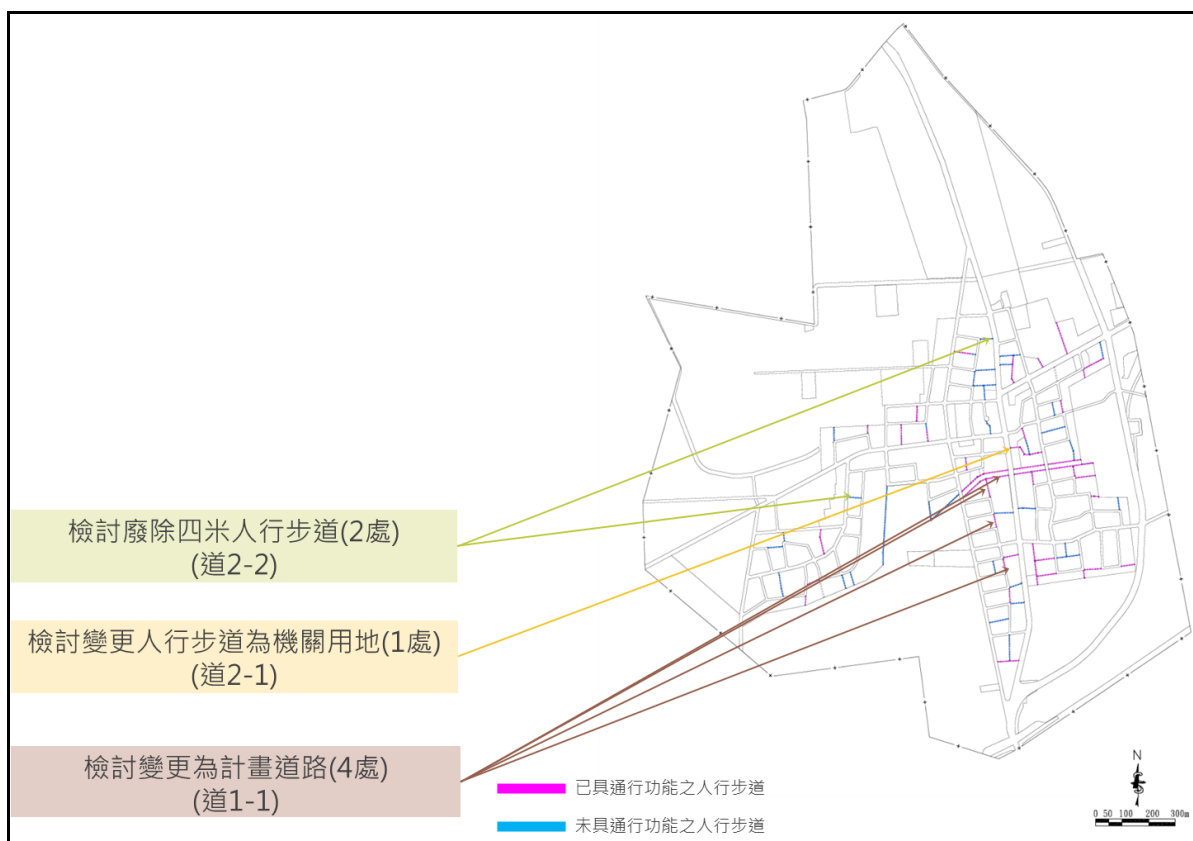 檢討廢除四米人行步道(2處)
(道2-2)
檢討變更人行步道為機關用地(1處)
(道2-1)
檢討變更為計畫道路(4處)
(道1-1)
已具通行功能之人行步道
未具通行功能之人行步道
N
0 50 100 200 300m